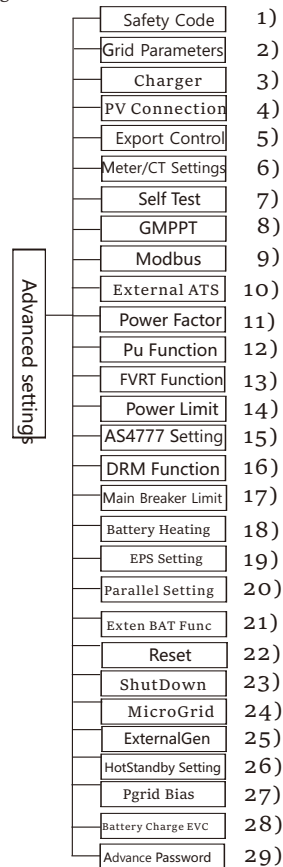 Safety Code 1)
Grid Parameters 2)
Charger 3)
PV Connection 4)
Export Control 5)
Meter/CT Settings 6)
Self Test 7)
GMPPT 8)
Modbus 9)
External ATS 10)
Power Factor 11)
Pu Function 12)
FVRT Function 13)
Power Limit 14)
AS4777 Setting 15)
DRM Function 16)
Main Breaker Limit 17)
Battery Heating 18)
EPS Setting 19)
Parallel Setting 20)
Exten BAT Func 21)
Reset 22)
ShutDown 23)
MicroGrid 24)
ExternalGen 25)
HotStandby Setting 26)
Pgrid Bias 27)
Battery Charge EVC 28)
Advance Password 29)
Advanced settings